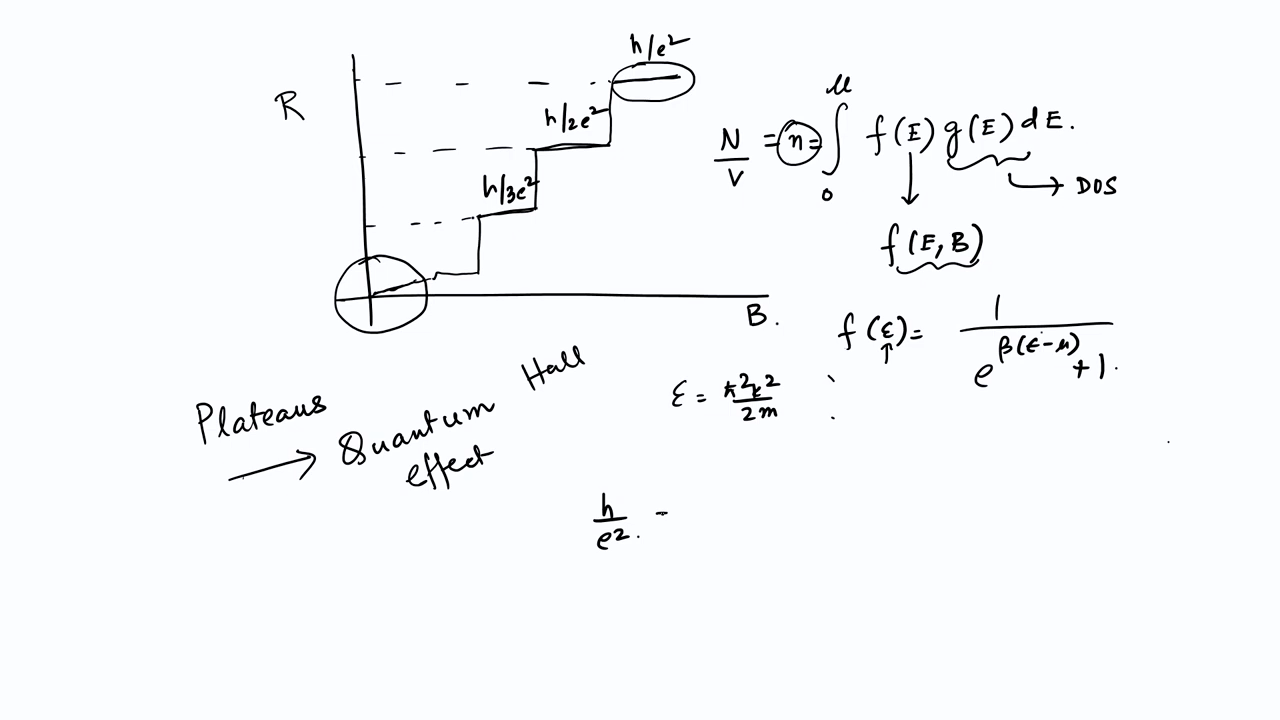 R
h/e²
h/2e²
h/3e²
B.
N/V = n = ∫₀^μ f(E) g(E) dE.
→ DOS
f(E, B)
f(ε) = 1 / e^β(ε-μ) + 1.
ε = ħ²k² / 2m
Plateaus
→ Quantum Hall
effect
h/e². -